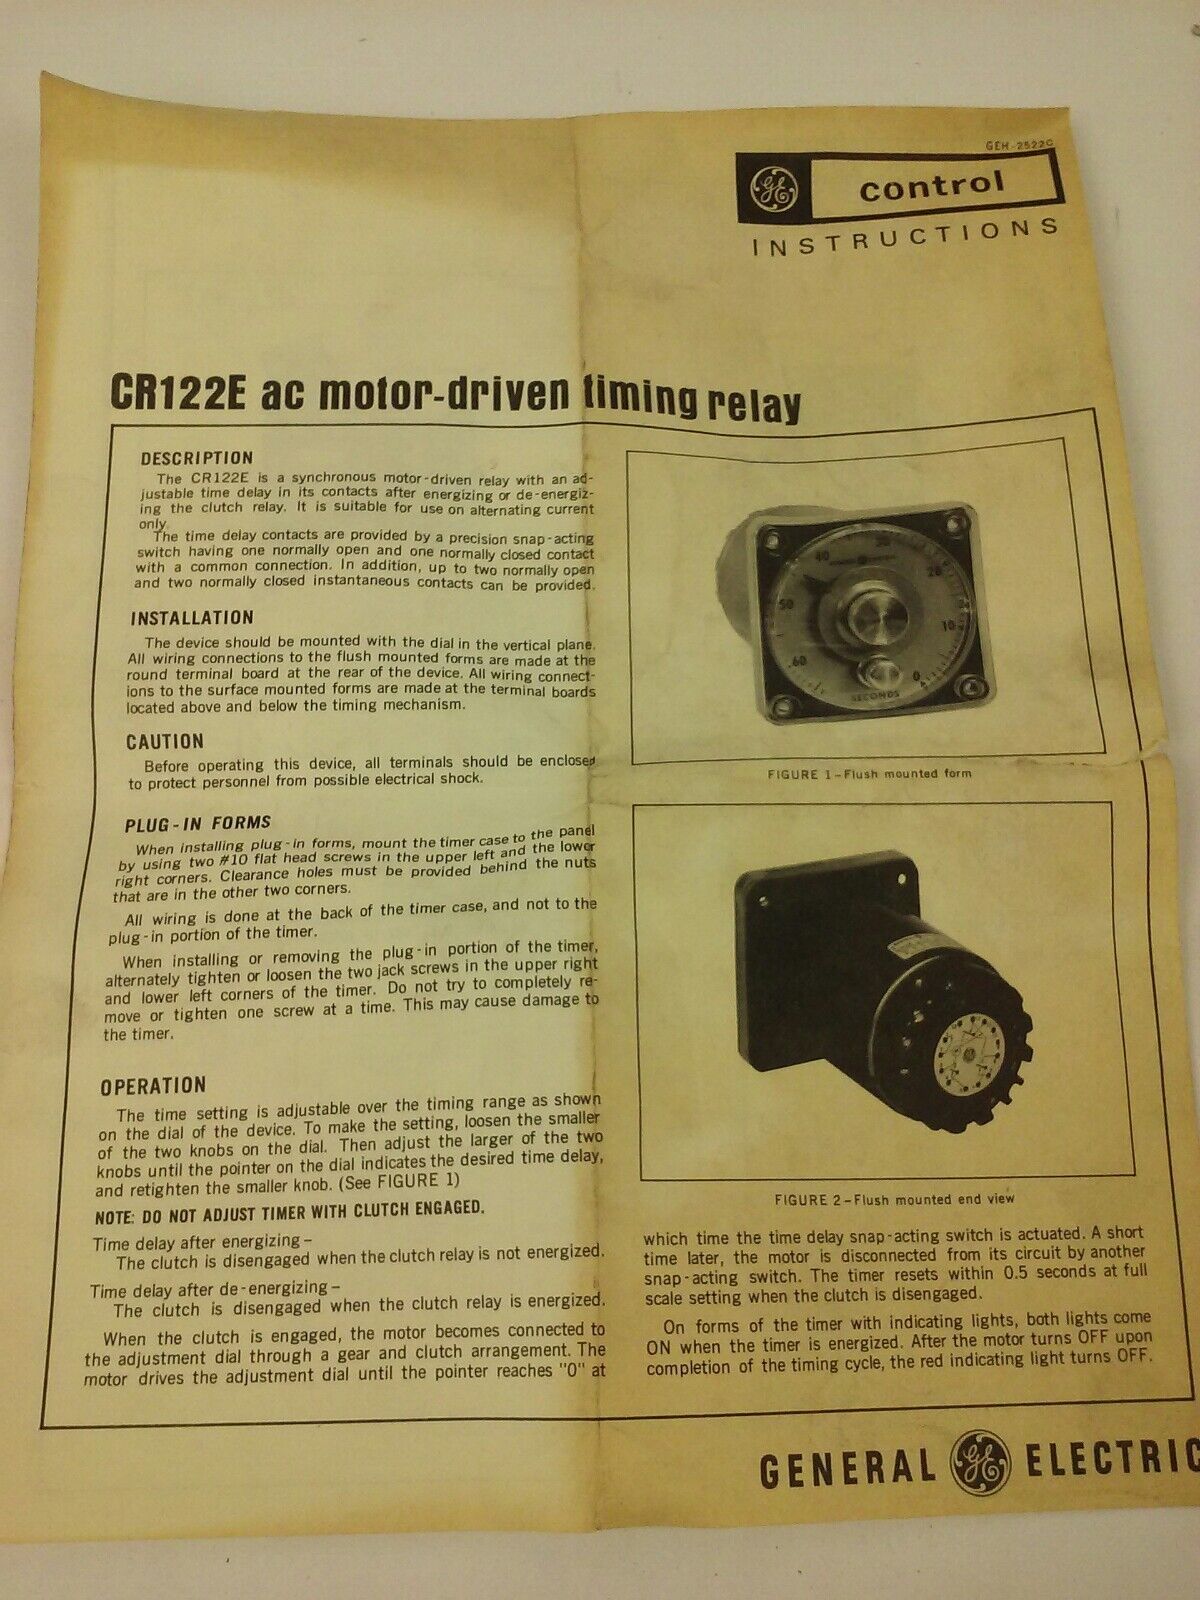 GEH-2522C
GE control
INSTRUCTIONS
CR122E ac motor-driven timing relay
DESCRIPTION
The CR122E is a synchronous motor-driven relay with an ad-
justable time delay in its contacts after energizing or de-energiz-
ing the clutch relay. It is suitable for use on alternating current
only.
The time delay contacts are provided by a precision snap-acting
switch having one normally open and one normally closed contact
with a common connection. In addition, up to two normally open
and two normally closed instantaneous contacts can be provided.
INSTALLATION
The device should be mounted with the dial in the vertical plane.
All wiring connections to the flush mounted forms are made at the
round terminal board at the rear of the device. All wiring connect-
ions to the surface mounted forms are made at the terminal boards
located above and below the timing mechanism.
CAUTION
Before operating this device, all terminals should be enclosed
to protect personnel from possible electrical shock.
PLUG-IN FORMS
When installing plug-in forms, mount the timer case to the panel
by using two #10 flat head screws in the upper left and the lower
right corners. Clearance holes must be provided behind the nuts
that are in the other two corners.
All wiring is done at the back of the timer case, and not to the
plug-in portion of the timer.
When installing or removing the plug-in portion of the timer,
alternately tighten or loosen the two jack screws in the upper right
and lower left corners of the timer. Do not try to completely re-
move or tighten one screw at a time. This may cause damage to
the timer.
OPERATION
The time setting is adjustable over the timing range as shown
on the dial of the device. To make the setting, loosen the smaller
of the two knobs on the dial. Then adjust the larger of the two
knobs until the pointer on the dial indicates the desired time delay,
and retighten the smaller knob. (See FIGURE 1)
NOTE: DO NOT ADJUST TIMER WITH CLUTCH ENGAGED.
Time delay after energizing–
The clutch is disengaged when the clutch relay is not energized.
Time delay after de-energizing–
The clutch is disengaged when the clutch relay is energized.
When the clutch is engaged, the motor becomes connected to
the adjustment dial through a gear and clutch arrangement. The
motor drives the adjustment dial until the pointer reaches "0" at
40
20
50
10
60
0
SECONDS
FIGURE 1–Flush mounted form
FIGURE 2–Flush mounted end view
which time the time delay snap-acting switch is actuated. A short
time later, the motor is disconnected from its circuit by another
snap-acting switch. The timer resets within 0.5 seconds at full
scale setting when the clutch is disengaged.
On forms of the timer with indicating lights, both lights come
ON when the timer is energized. After the motor turns OFF upon
completion of the timing cycle, the red indicating light turns OFF.
GENERAL GE ELECTRIC